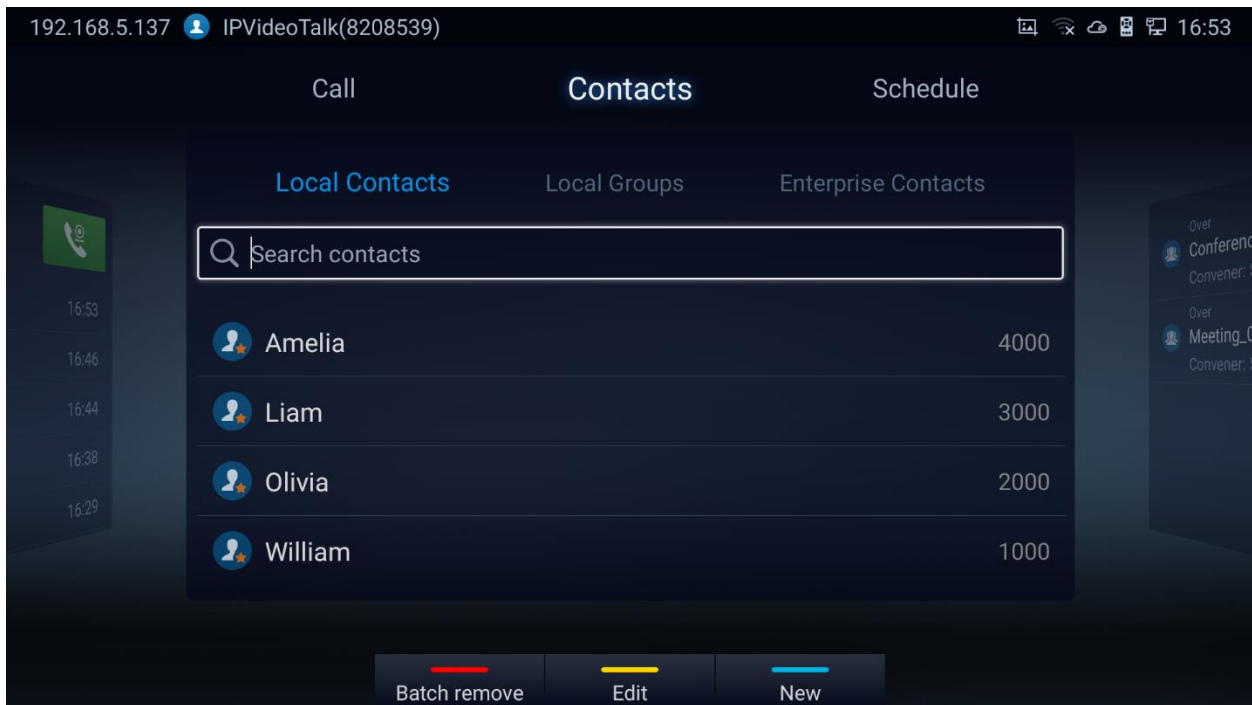 192.168.5.137 IPVideoTalk(8208539) 16:53
Call Contacts Schedule
Local Contacts Local Groups Enterprise Contacts
Search contacts
Amelia 4000
Liam 3000
Olivia 2000
William 1000
16:53
16:46
16:44
16:38
16:29
Over
Convener:
Over
Convener:
Batch remove Edit New